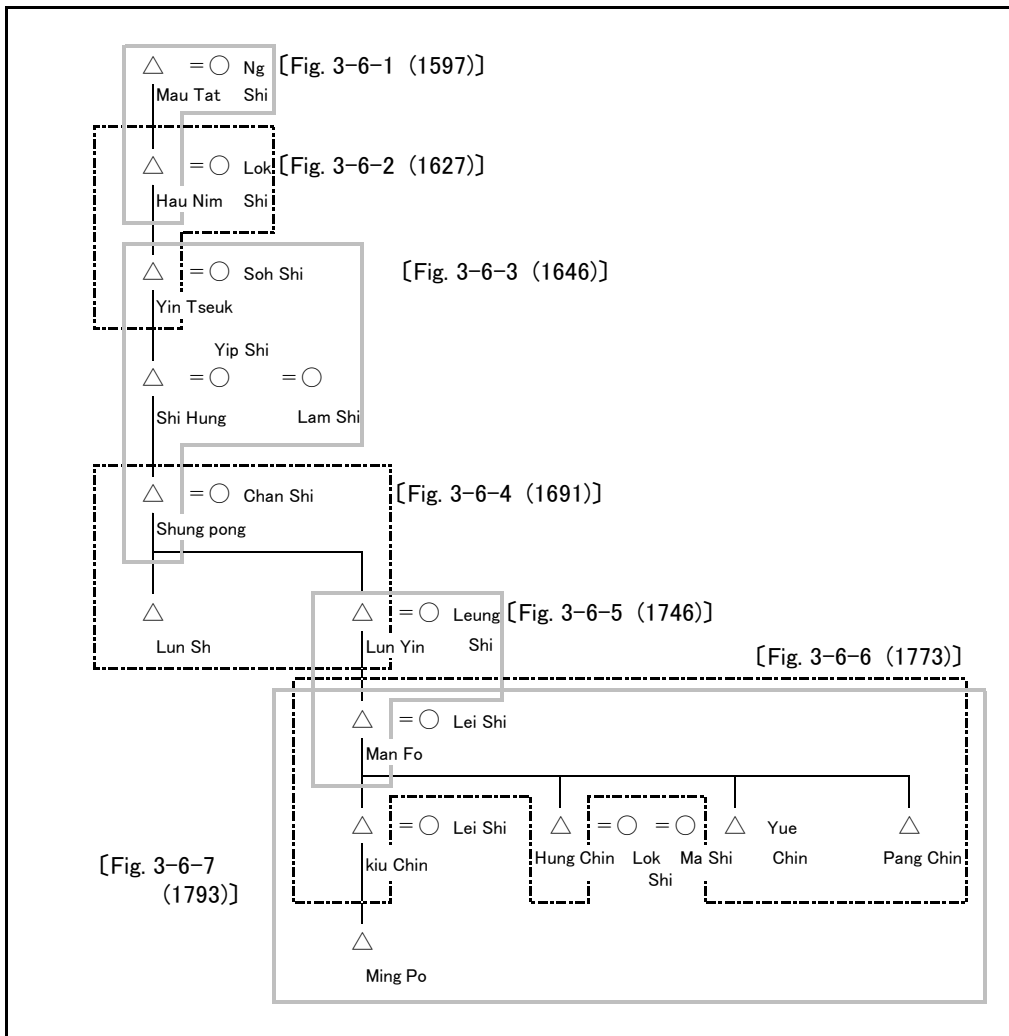 △ =○ Ng 〔Fig. 3-6-1 (1597)〕
Mau Tat Shi
△ =○ Lok 〔Fig. 3-6-2 (1627)〕
Hau Nim Shi
△ =○ Soh Shi 〔Fig. 3-6-3 (1646)〕
Yin Tseuk
Yip Shi
△ =○ =○
Shi Hung Lam Shi
△ =○ Chan Shi 〔Fig. 3-6-4 (1691)〕
Shung pong
△ △ =○ Leung 〔Fig. 3-6-5 (1746)〕
Lun Sh Lun Yin Shi
〔Fig. 3-6-6 (1773)〕
△ =○ Lei Shi
Man Fo
△ =○ Lei Shi △ =○ =○ △ Yue △
kiu Chin Hung Chin Lok Ma Shi Chin Pang Chin
Shi
〔Fig. 3-6-7
(1793)〕
△
Ming Po